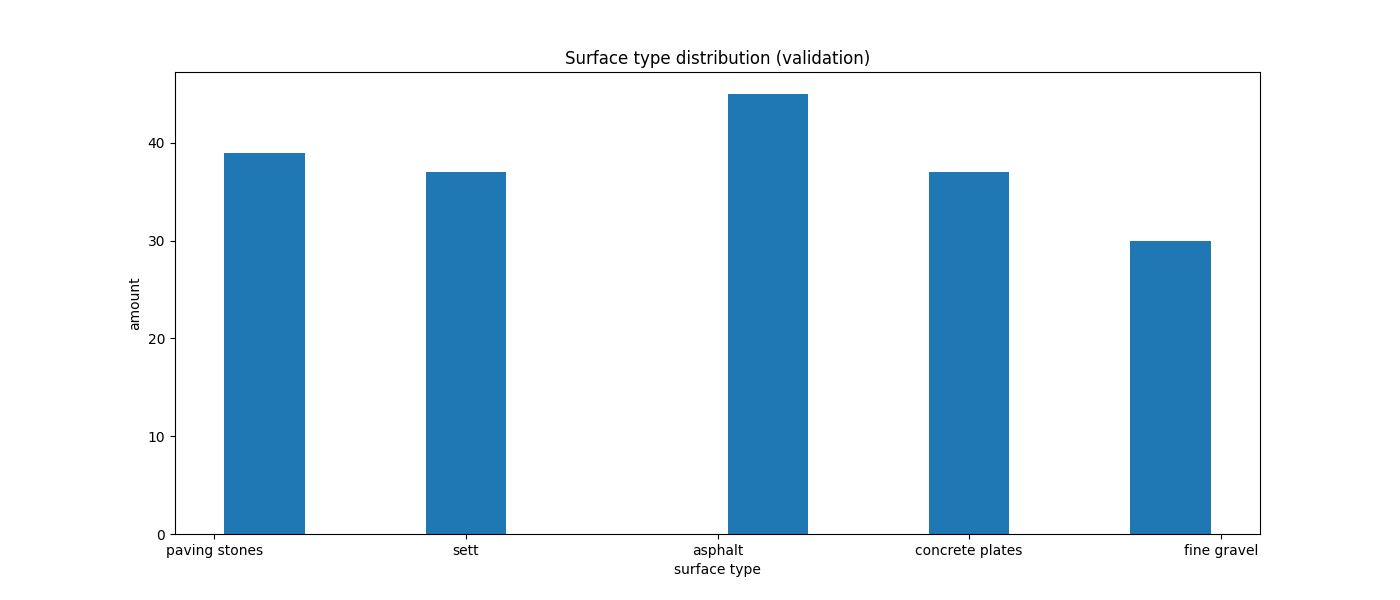 Surface type distribution (validation)
amount
40
30
20
10
0
paving stones sett asphalt concrete plates fine gravel
surface type